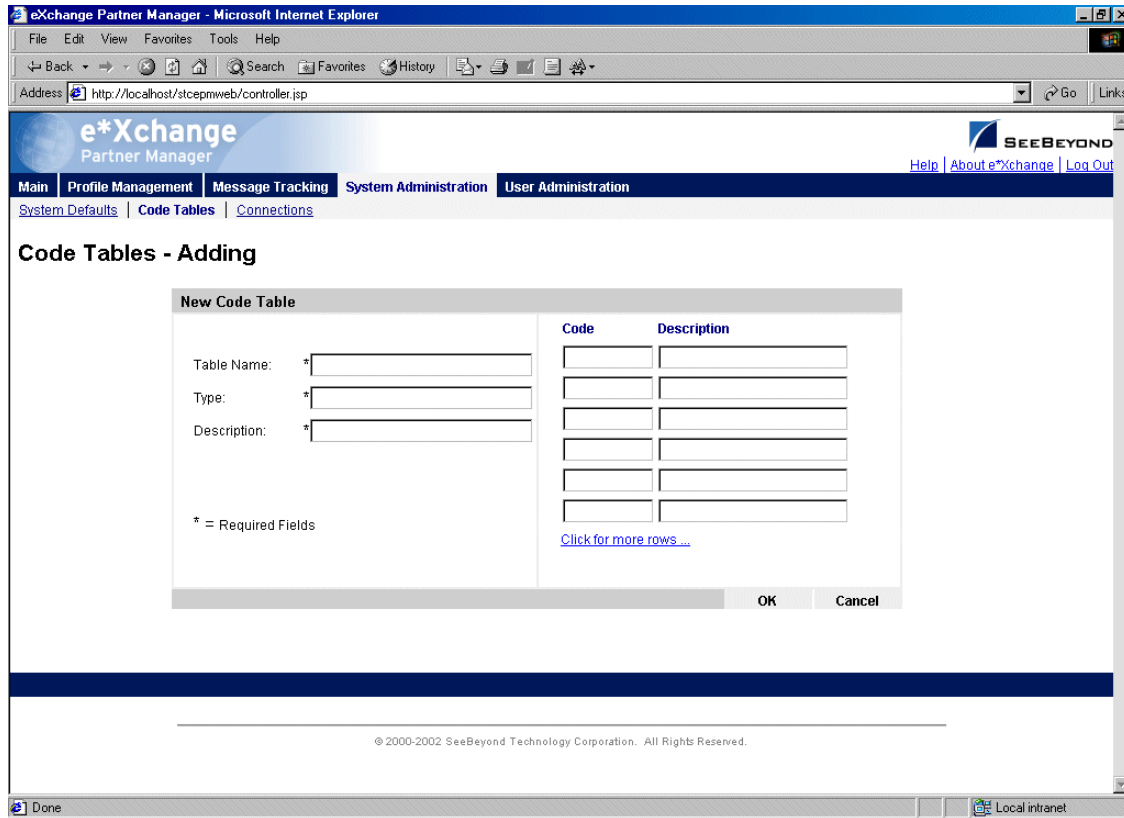 eXchange Partner Manager - Microsoft Internet Explorer
File Edit View Favorites Tools Help
Back Search Favorites History
Address http://localhost/stcepmweb/controller.jsp Go Links
e*Xchange
Partner Manager
SEEBEYOND
Help | About e*Xchange | Log Out
Main Profile Management Message Tracking System Administration User Administration
System Defaults | Code Tables | Connections
Code Tables - Adding
New Code Table
Code Description
Table Name: *
Type: *
Description: *
* = Required Fields
Click for more rows ...
OK Cancel
© 2000-2002 SeeBeyond Technology Corporation. All Rights Reserved.
Done Local intranet